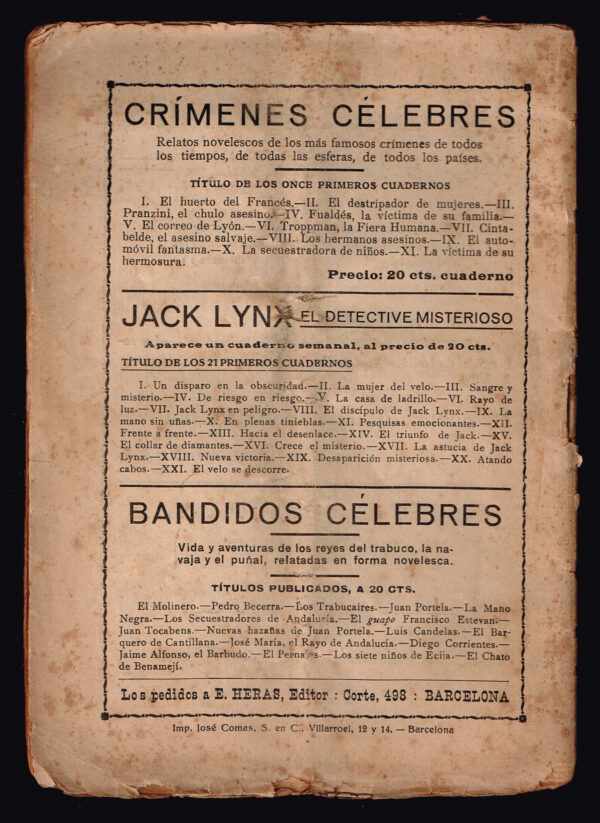 CRÍMENES CÉLEBRES
Relatos novelescos de los más famosos crímenes de todos
los tiempos, de todas las esferas, de todos los países.
TÍTULO DE LOS ONCE PRIMEROS CUADERNOS
I. El huerto del Francés.—II. El destripador de mujeres.—III.
Pranzini, el chulo asesino.—IV. Fualdés, la víctima de su familia.—
V. El correo de Lyón.—VI. Troppman, la Fiera Humana.—VII. Cinta-
belde, el asesino salvaje.—VIII. Los hermanos asesinos.—IX. El auto-
móvil fantasma.—X. La secuestradora de niños.—XI. La víctima de su
hermosura.
Precio: 20 cts. cuaderno
JACK LYNX EL DETECTIVE MISTERIOSO
Aparece un cuaderno semanal, al precio de 20 cts.
TÍTULO DE LOS 21 PRIMEROS CUADERNOS
I. Un disparo en la obscuridad.—II. La mujer del velo.—III. Sangre y
misterio.—IV. De riesgo en riesgo.—V. La casa de ladrillo.—VI. Rayo de
luz.—VII. Jack Lynx en peligro.—VIII. El discípulo de Jack Lynx.—IX. La
mano sin uñas.—X. En plenas tinieblas.—XI. Pesquisas emocionantes.—XII.
Frente a frente.—XIII. Hacia el desenlace.—XIV. El triunfo de Jack.—XV.
El collar de diamantes.—XVI. Crece el misterio.—XVII. La astucia de Jack
Lynx.—XVIII. Nueva victoria.—XIX. Desaparición misteriosa.—XX. Atando
cabos.—XXI. El velo se descorre.
BANDIDOS CÉLEBRES
Vida y aventuras de los reyes del trabuco, la na-
vaja y el puñal, relatadas en forma novelesca.
TÍTULOS PUBLICADOS, A 20 CTS.
El Molinero.—Pedro Becerra.—Los Trabucaires.—Juan Portela.—La Mano
Negra.—Los Secuestradores de Andalucía.—El guapo Francisco Estevan.—
Juan Tocabens.—Nuevas hazañas de Juan Portela.—Luis Candelas.—El Bar-
quero de Cantillana.—José María, el Rayo de Andalucía.—Diego Corrientes.—
Jaime Alfonso, el Barbudo.—El Pernales.—Los siete niños de Ecija.—El Chato
de Benamejí.
Los pedidos a E. HERAS, Editor : Corte, 498 : BARCELONA
Imp. José Comas, S. en C., Villarroel, 12 y 14. — Barcelona